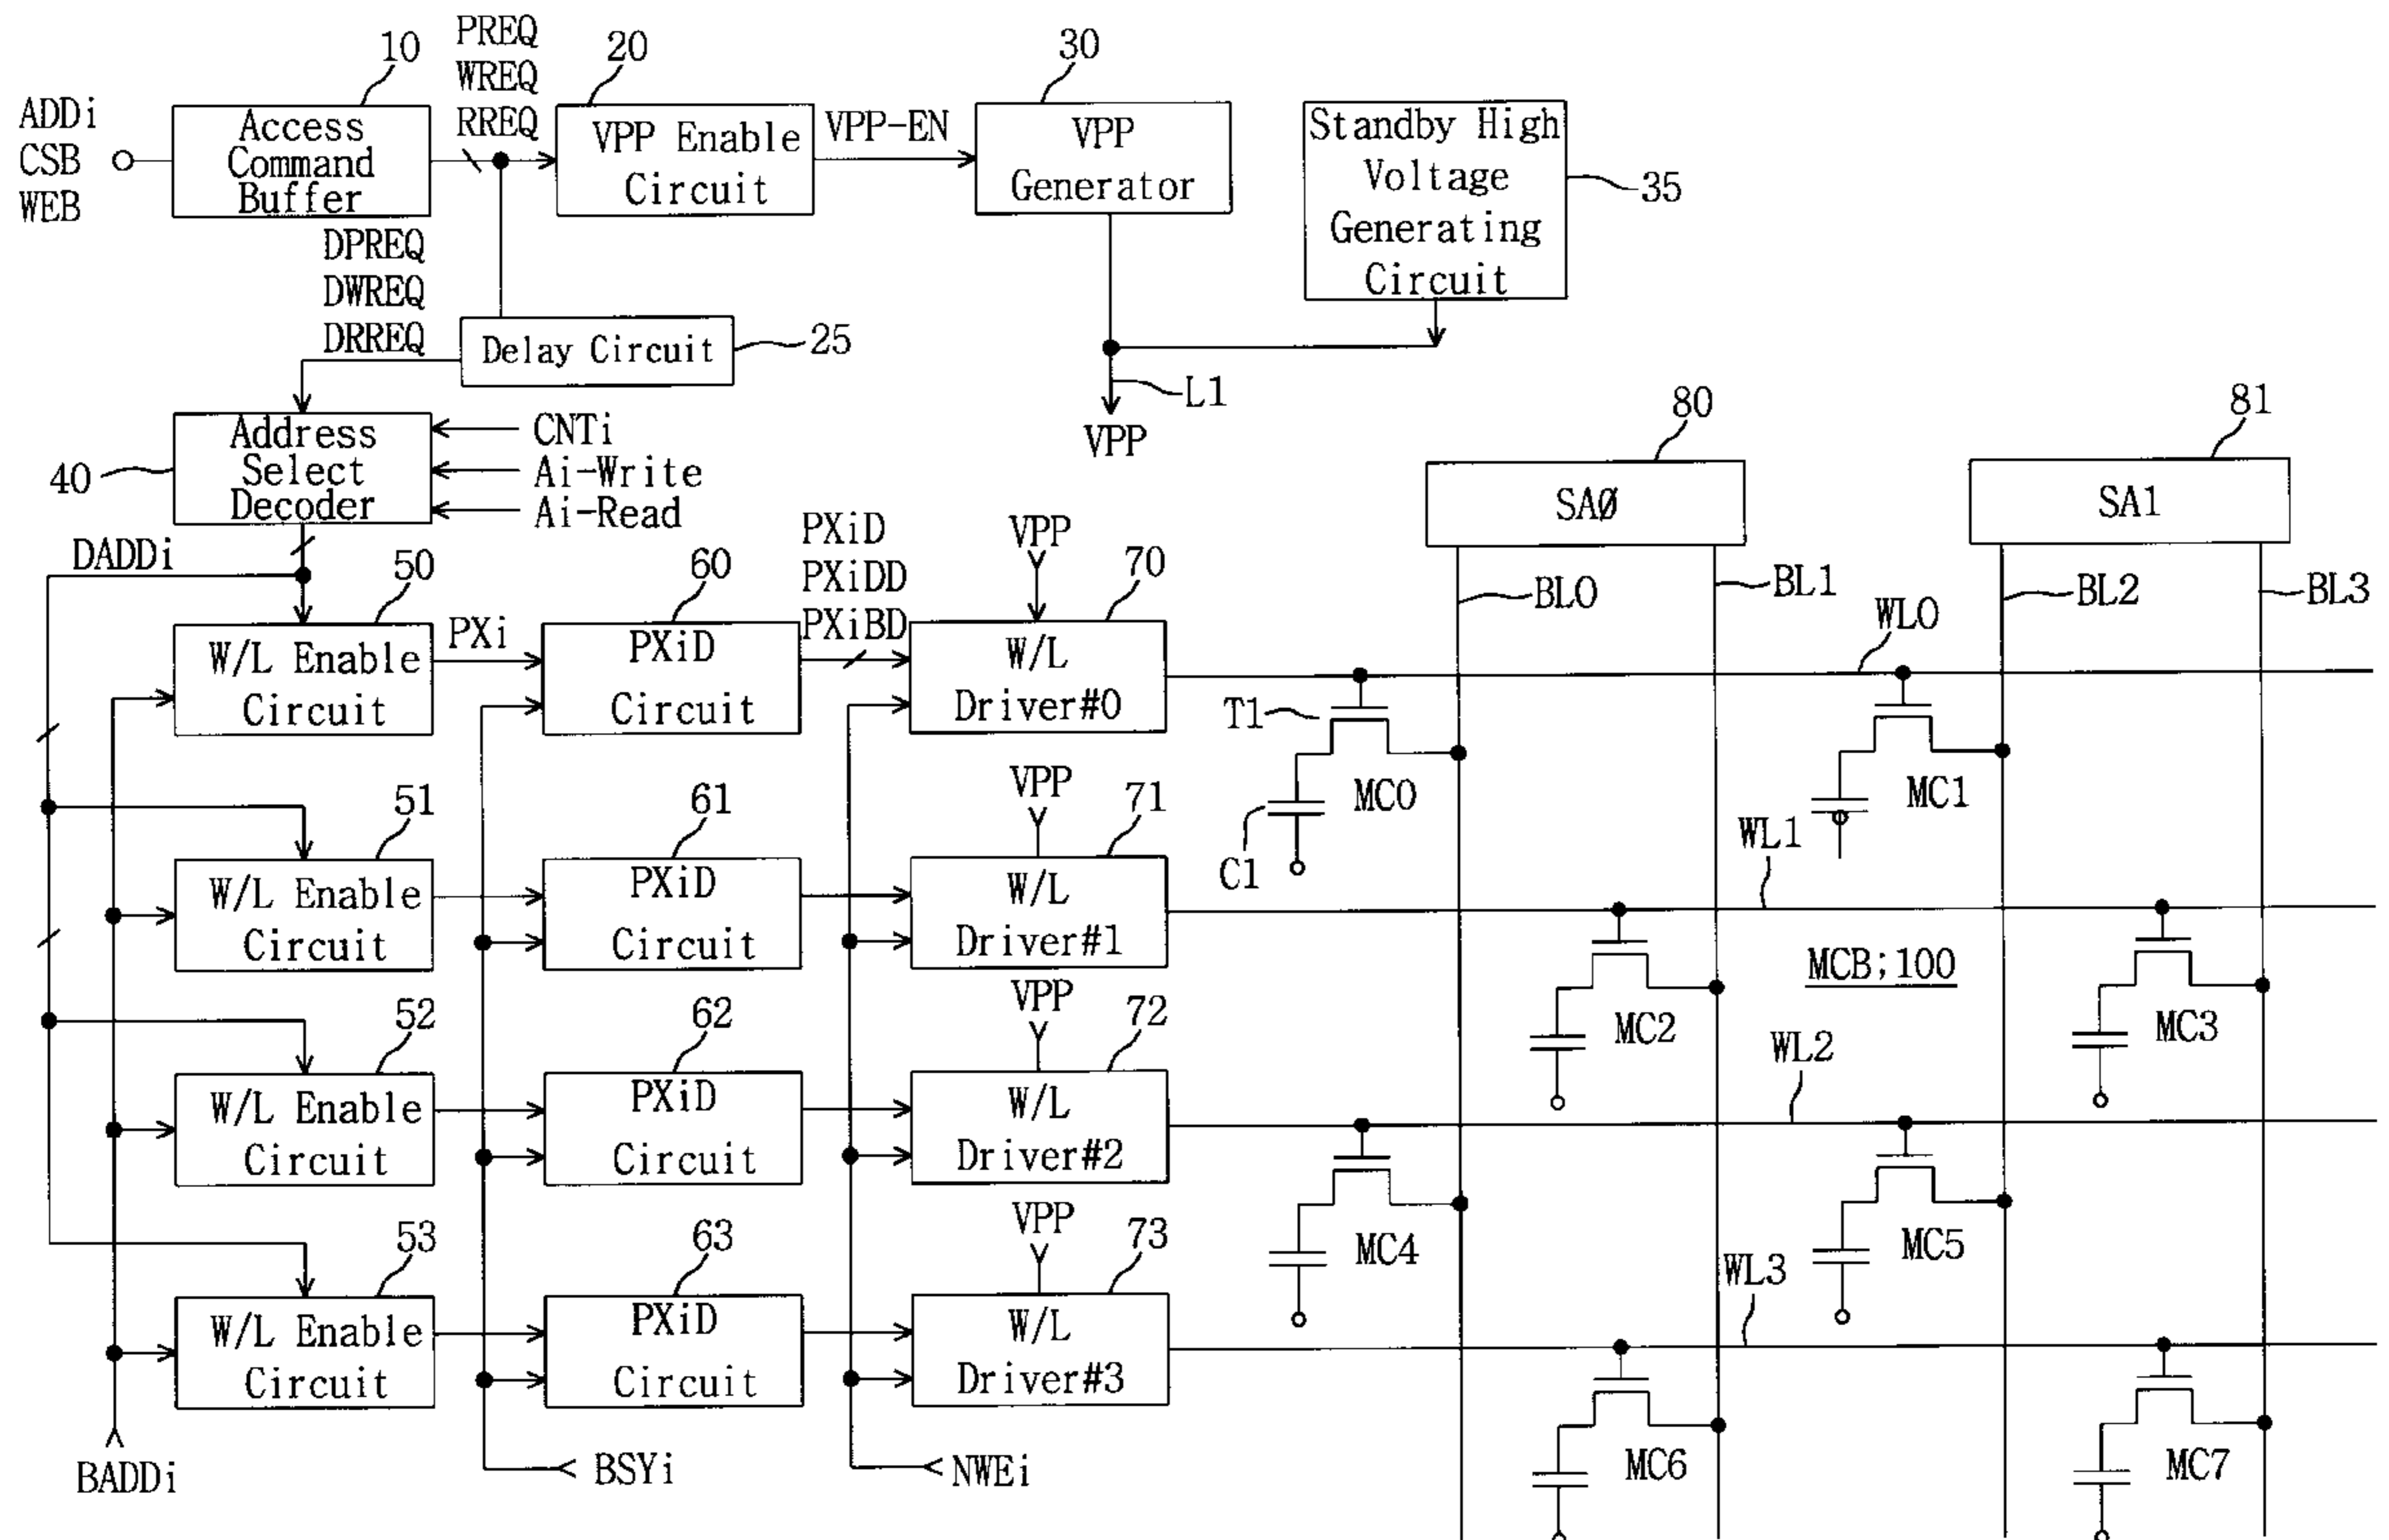 PREQ
WREQ
RREQ
10
20
30
ADDi
CSB
WEB
Access
Command
Buffer
VPP Enable
Circuit
VPP-EN
VPP
Generator
Standby High
Voltage
Generating
Circuit
35
DPREQ
DWREQ
DRREQ
Delay Circuit
25
L1
VPP
40
Address
Select
Decoder
CNTi
Ai-Write
Ai-Read
80
81
SAØ
SA1
DADDi
50
60
PXiD
PXiDD
PXiBD
VPP
70
BL0
BL1
BL2
BL3
W/L Enable
Circuit
PXi
PXiD
Circuit
W/L
Driver#0
WL0
T1
MC0
C1
MC1
51
61
VPP
71
W/L Enable
Circuit
PXiD
Circuit
W/L
Driver#1
WL1
MCB;100
MC2
MC3
52
62
VPP
72
W/L Enable
Circuit
PXiD
Circuit
W/L
Driver#2
WL2
MC4
MC5
53
63
VPP
73
W/L Enable
Circuit
PXiD
Circuit
W/L
Driver#3
WL3
MC6
MC7
BADDi
BSYi
NWEi